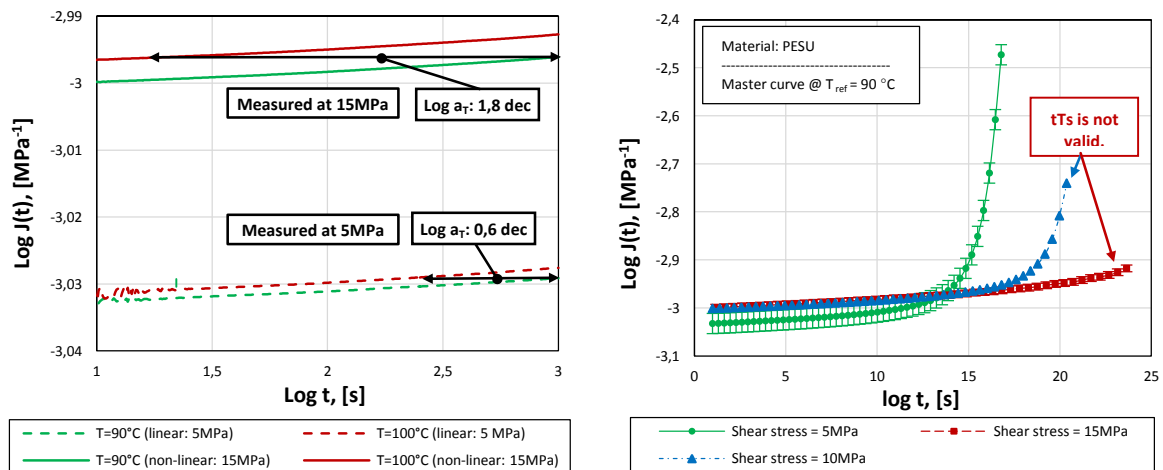 -2,99
-3
-3,01
-3,02
-3,03
-3,04
Log J(t), [MPa-1]
Measured at 15MPa
Log aT: 1,8 dec
Measured at 5MPa
Log aT: 0,6 dec
1
1,5
2
2,5
3
Log t, [s]
T=90°C (linear: 5MPa)
T=100°C (linear: 5 MPa)
T=90°C (non-linear: 15MPa)
T=100°C (non-linear: 15MPa)
-2,4
-2,5
-2,6
-2,7
-2,8
-2,9
-3
-3,1
Log J(t), [MPa-1]
Material: PESU
------------------------------------
Master curve @ Tref = 90 °C
tTs is not
valid.
0
5
10
15
20
25
log t, [s]
Shear stress = 5MPa
Shear stress = 15MPa
Shear stress = 10MPa